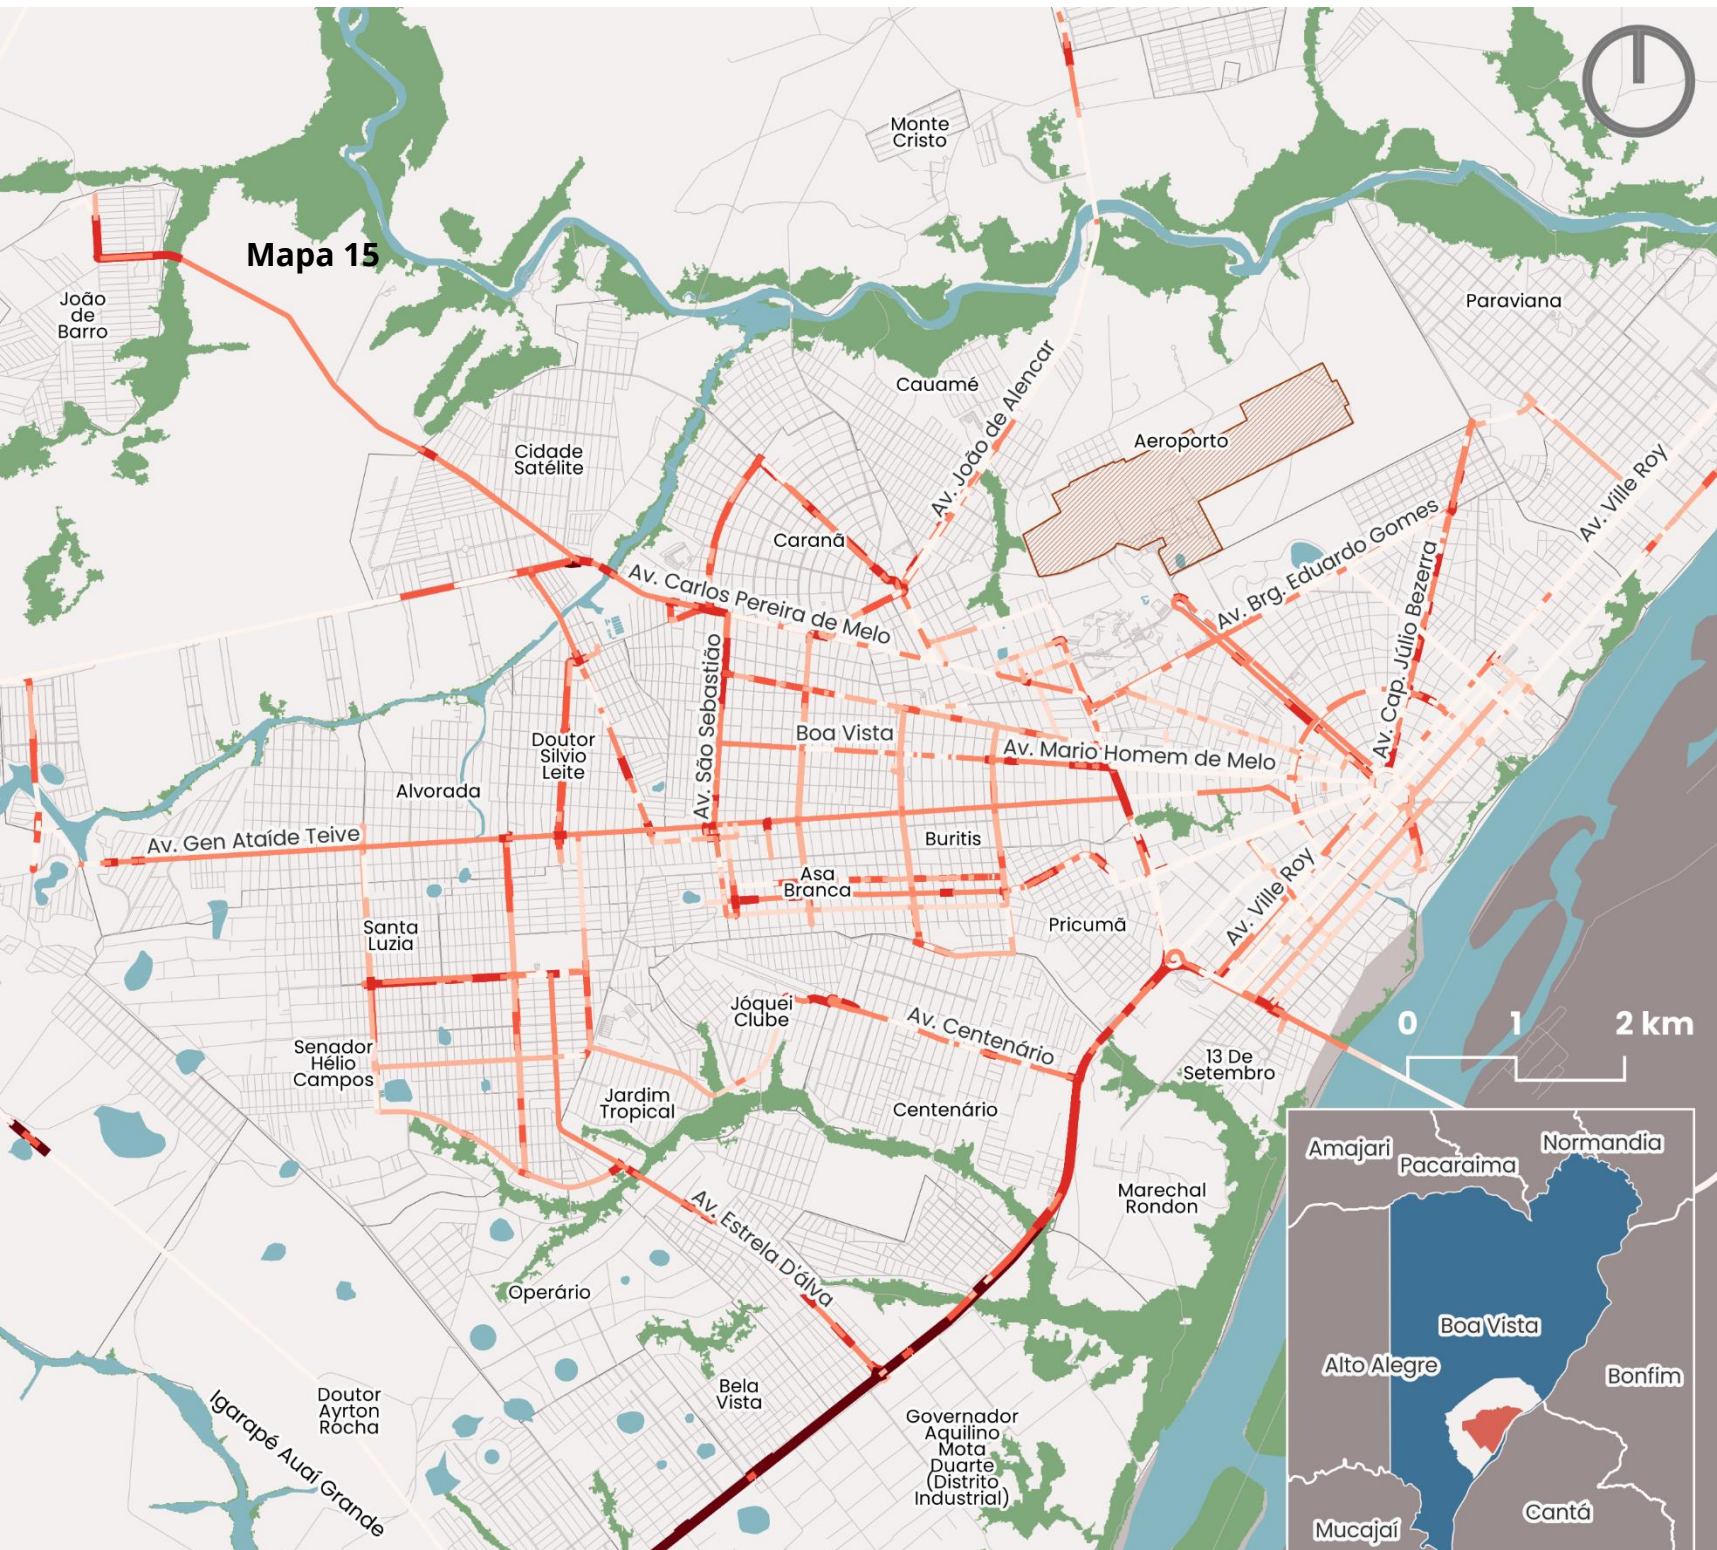 Monte
Cristo
Mapa 15
João
de
Barro
Paraviana
Cauamé
Av. João de Alencar
Aeroporto
Cidade
Satélite
Av. Ville Roy
Caranã
Av. Brg. Eduardo Gomes
Av. Carlos Pereira de Melo
Av. Cap. Júlio Bezerra
Av. São Sebastião
Boa Vista
Av. Mario Homem de Melo
Doutor
Silvio
Leite
Alvorada
Av. Gen Ataíde Teive
Buritis
Asa
Branca
Av. Ville Roy
Santa
Luzia
Pricumã
Jóquei
Clube
Av. Centenário
0 1 2 km
Senador
Hélio
Campos
13 De
Setembro
Jardim
Tropical
Centenário
Amajari
Pacaraima
Normandia
Marechal
Rondon
Av. Estrela D'álva
Operário
Boa Vista
Alto Alegre
Bonfim
Bela
Vista
Doutor
Ayrton
Rocha
Igarapé Auaí Grande
Governador
Aquilino
Mota
Duarte
(Distrito
Industrial)
Cantá
Mucajaí